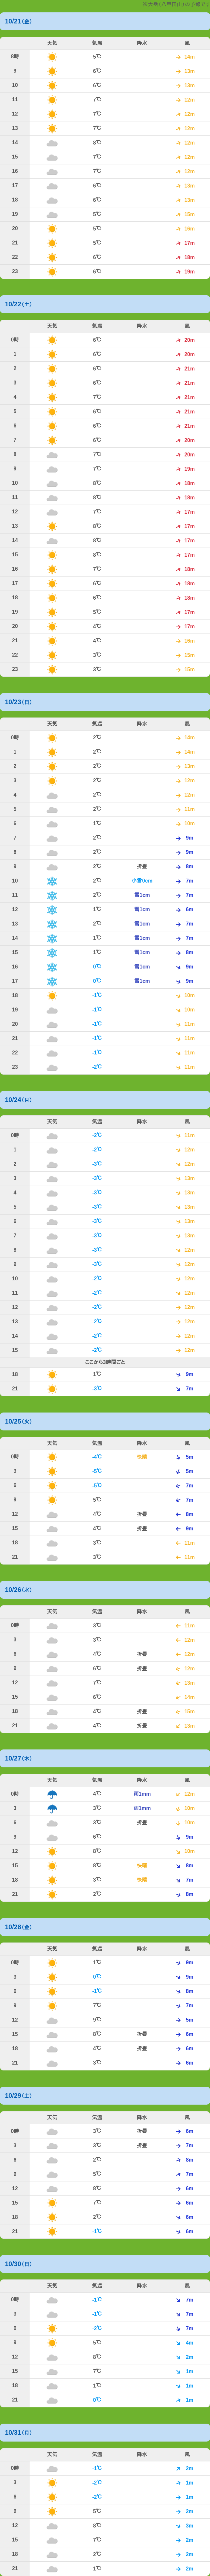 10/21(金)
天気 気温 降水 風
8時 5℃ 14m
9 6℃ 13m
10 6℃ 13m
11 7℃ 12m
12 7℃ 12m
13 7℃ 12m
14 8℃ 12m
15 7℃ 12m
16 7℃ 12m
17 6℃ 13m
18 6℃ 13m
19 5℃ 15m
20 5℃ 16m
21 5℃ 17m
22 6℃ 18m
23 6℃ 19m
10/22(土)
天気 気温 降水 風
0時 6℃ 20m
1 6℃ 20m
2 6℃ 21m
3 6℃ 21m
4 7℃ 21m
5 6℃ 21m
6 6℃ 21m
7 6℃ 20m
8 7℃ 20m
9 7℃ 19m
10 8℃ 18m
11 8℃ 18m
12 7℃ 17m
13 8℃ 17m
14 8℃ 17m
15 8℃ 17m
16 7℃ 18m
17 6℃ 18m
18 6℃ 18m
19 5℃ 17m
20 4℃ 17m
21 4℃ 16m
22 3℃ 15m
23 3℃ 15m
10/23(日)
天気 気温 降水 風
0時 2℃ 14m
1 2℃ 14m
2 2℃ 13m
3 2℃ 12m
4 2℃ 12m
5 2℃ 11m
6 1℃ 10m
7 2℃ 9m
8 2℃ 9m
9 2℃ 折曇 8m
10 2℃ 小雪0cm 7m
11 2℃ 雪1cm 7m
12 1℃ 雪1cm 6m
13 2℃ 雪1cm 7m
14 1℃ 雪1cm 7m
15 1℃ 雪1cm 8m
16 0℃ 雪1cm 9m
17 0℃ 雪1cm 9m
18 -1℃ 10m
19 -1℃ 10m
20 -1℃ 11m
21 -1℃ 11m
22 -1℃ 11m
23 -2℃ 11m
10/24(月)
天気 気温 降水 風
0時 -2℃ 11m
1 -2℃ 12m
2 -3℃ 12m
3 -3℃ 13m
4 -3℃ 13m
5 -3℃ 13m
6 -3℃ 13m
7 -3℃ 13m
8 -3℃ 12m
9 -3℃ 12m
10 -2℃ 12m
11 -2℃ 12m
12 -2℃ 12m
13 -2℃ 12m
14 -2℃ 12m
15 -2℃ 12m
ここから3時間ごと
18 1℃ 9m
21 -3℃ 7m
10/25(火)
天気 気温 降水 風
0時 -4℃ 快晴 5m
3 -5℃ 5m
6 -5℃ 7m
9 5℃ 7m
12 4℃ 折曇 8m
15 4℃ 折曇 9m
18 3℃ 11m
21 3℃ 11m
10/26(水)
天気 気温 降水 風
0時 3℃ 11m
3 3℃ 12m
6 4℃ 折曇 12m
9 6℃ 折曇 12m
12 7℃ 13m
15 6℃ 14m
18 4℃ 折曇 15m
21 4℃ 折曇 13m
10/27(木)
天気 気温 降水 風
0時 4℃ 雨1mm 12m
3 3℃ 雨1mm 10m
6 3℃ 折曇 10m
9 6℃ 9m
12 8℃ 10m
15 8℃ 快晴 8m
18 3℃ 快晴 7m
21 2℃ 8m
10/28(金)
天気 気温 降水 風
0時 1℃ 9m
3 0℃ 9m
6 -1℃ 8m
9 7℃ 7m
12 9℃ 5m
15 8℃ 折曇 6m
18 4℃ 折曇 6m
21 3℃ 6m
10/29(土)
天気 気温 降水 風
0時 3℃ 折曇 6m
3 3℃ 折曇 7m
6 2℃ 8m
9 5℃ 7m
12 8℃ 6m
15 7℃ 6m
18 2℃ 6m
21 -1℃ 6m
10/30(日)
天気 気温 降水 風
0時 -1℃ 7m
3 -1℃ 7m
6 -2℃ 7m
9 5℃ 4m
12 8℃ 2m
15 7℃ 1m
18 1℃ 1m
21 0℃ 1m
10/31(月)
天気 気温 降水 風
0時 -1℃ 2m
3 -2℃ 1m
6 -2℃ 1m
9 5℃ 2m
12 8℃ 3m
15 7℃ 2m
18 2℃ 2m
21 1℃ 2m